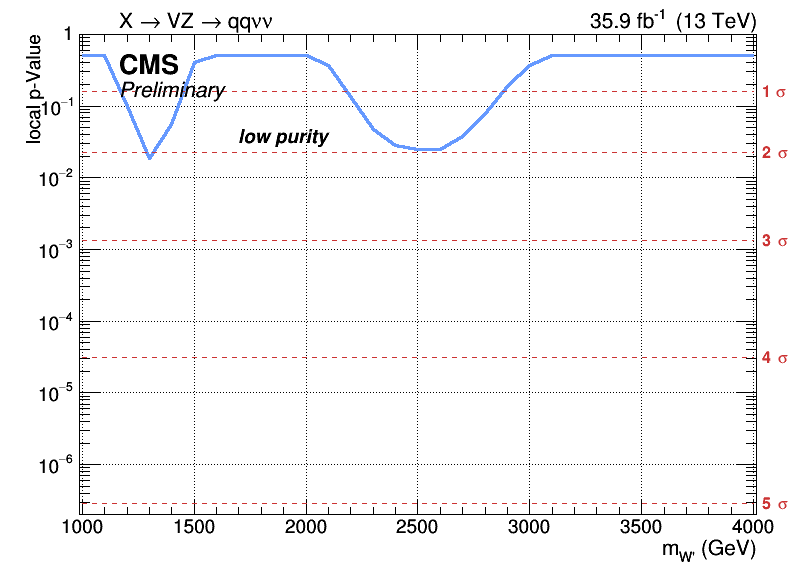 X → VZ → qqνν
35.9 fb⁻¹ (13 TeV)
local p-Value
1
10⁻¹
10⁻²
10⁻³
10⁻⁴
10⁻⁵
10⁻⁶
CMS
Preliminary
low purity
1 σ
2 σ
3 σ
4 σ
5 σ
1000 1500 2000 2500 3000 3500 4000
m_W' (GeV)